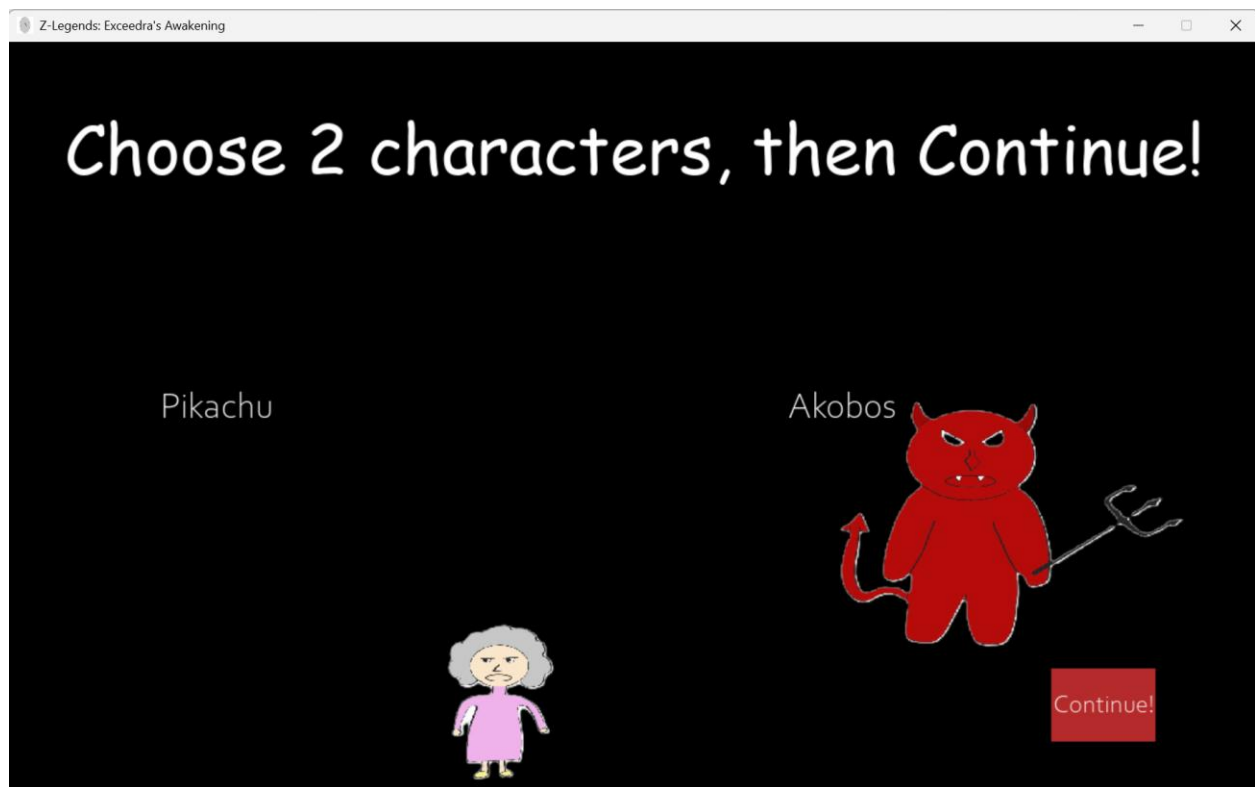 Z-Legends: Exceedra's Awakening
Choose 2 characters, then Continue!
Pikachu
Akobos
Continue!